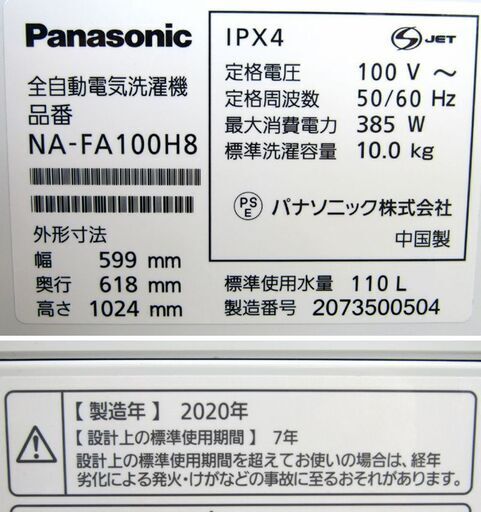 Panasonic
全自動電気洗濯機
品番
NA-FA100H8
外形寸法
幅 599 mm
奥行 618 mm
高さ 1024 mm
IPX4
S JET
定格電圧 100 V ～
定格周波数 50/60 Hz
最大消費電力 385 W
標準洗濯容量 10.0 kg
PS
E
パナソニック株式会社
中国製
標準使用水量 110 L
製造番号 2073500504
【 製造年 】 2020年
【 設計上の標準使用期間 】 7年
設計上の標準使用期間を超えてお使いの場合は、経年
劣化による発火・けがなどの事故に至るおそれがあります。